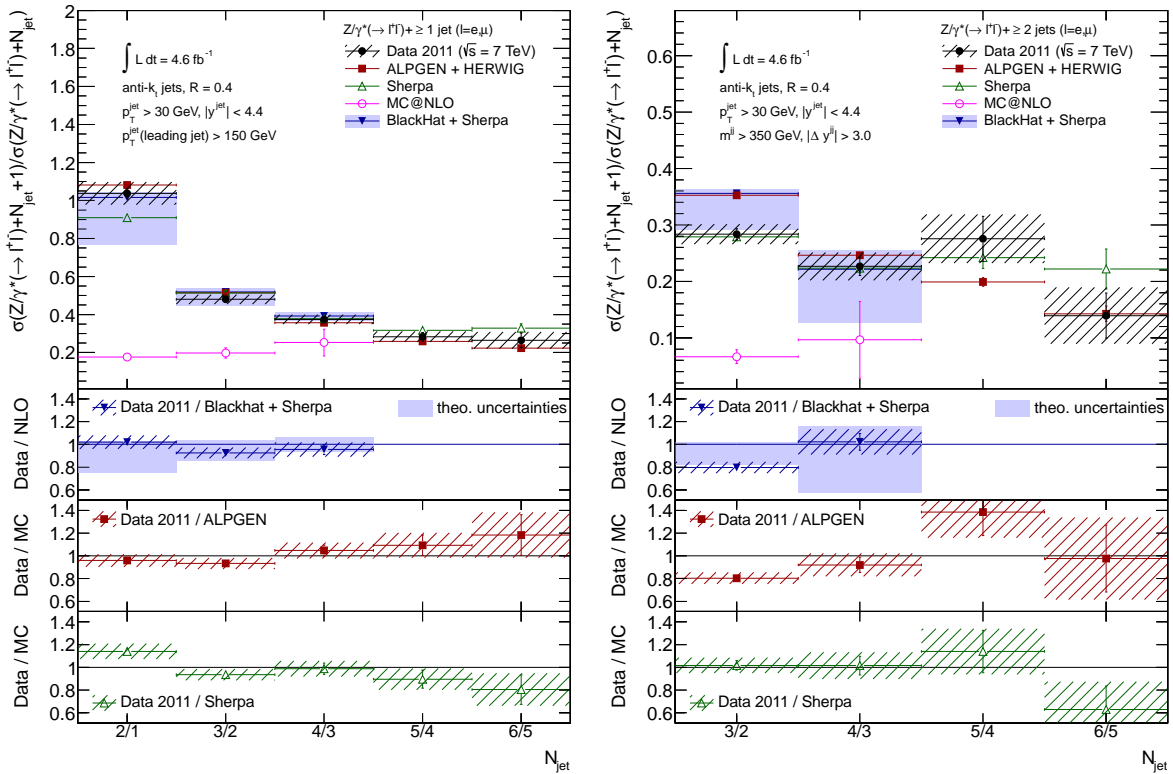 σ(Z/γ*(→ l⁺l⁻)+N_jet+1)/σ(Z/γ*(→ l⁺l⁻)+N_jet)
2
1.8
1.6
1.4
1.2
1
0.8
0.6
0.4
0.2
∫ L dt = 4.6 fb⁻¹
anti-k_t jets, R = 0.4
p_T^jet > 30 GeV, |y^jet| < 4.4
p_T^jet(leading jet) > 150 GeV
Z/γ*(→ l⁺l⁻)+ ≥ 1 jet (l=e,μ)
Data 2011 (√s = 7 TeV)
ALPGEN + HERWIG
Sherpa
MC@NLO
BlackHat + Sherpa
Data / NLO
1.4
1.2
1
0.8
0.6
Data 2011 / Blackhat + Sherpa
theo. uncertainties
Data / MC
1.4
1.2
1
0.8
0.6
Data 2011 / ALPGEN
Data / MC
1.4
1.2
1
0.8
0.6
Data 2011 / Sherpa
2/1 3/2 4/3 5/4 6/5
N_jet
σ(Z/γ*(→ l⁺l⁻)+N_jet+1)/σ(Z/γ*(→ l⁺l⁻)+N_jet)
0.6
0.4
0.3
0.2
0.1
∫ L dt = 4.6 fb⁻¹
anti-k_t jets, R = 0.4
p_T^jet > 30 GeV, |y^jet| < 4.4
m^jj > 350 GeV, |Δ y^jj| > 3.0
Z/γ*(→ l⁺l⁻)+ ≥ 2 jets (l=e,μ)
Data 2011 (√s = 7 TeV)
ALPGEN + HERWIG
Sherpa
MC@NLO
BlackHat + Sherpa
Data / NLO
1.4
1.2
1
0.8
0.6
Data 2011 / Blackhat + Sherpa
theo. uncertainties
Data / MC
1.4
1.2
1
0.8
0.6
Data 2011 / ALPGEN
Data / MC
1.4
1.2
1
0.8
0.6
Data 2011 / Sherpa
3/2 4/3 5/4 6/5
N_jet